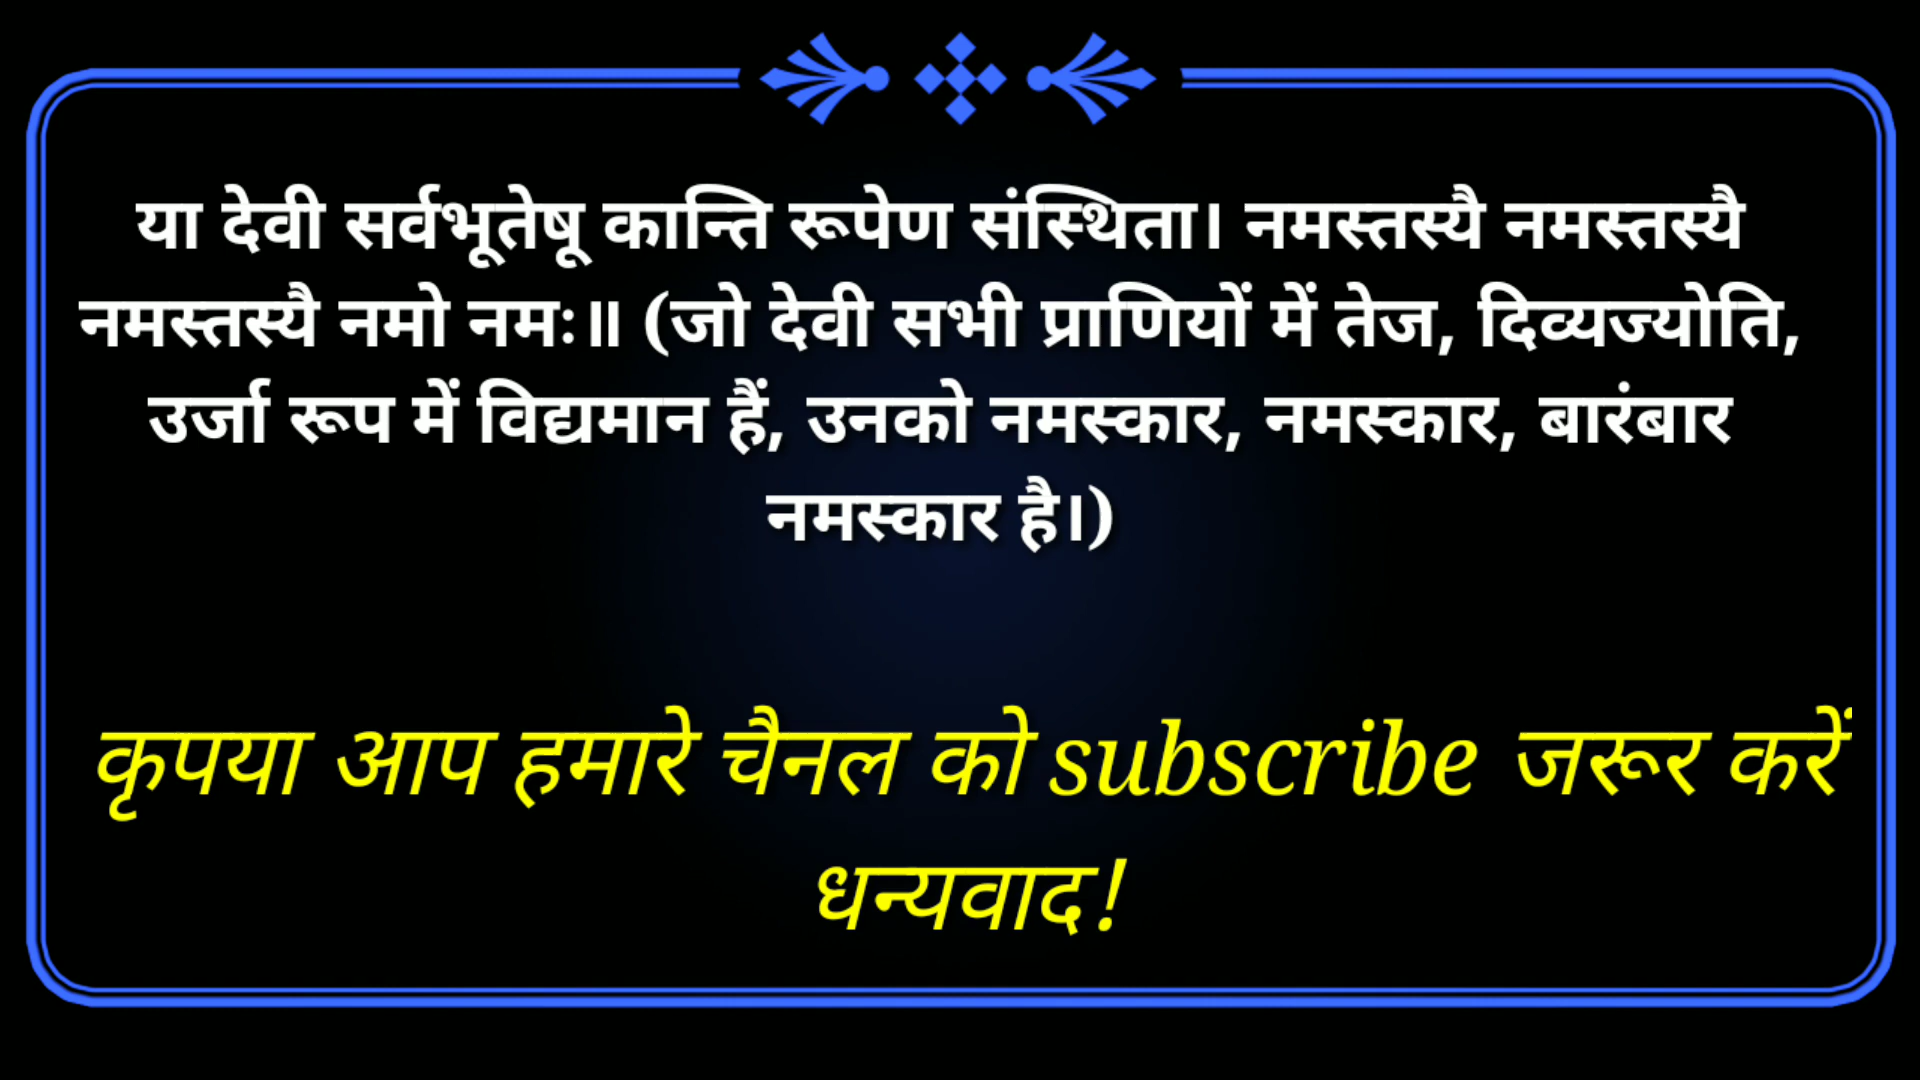 या देवी सर्वभूतेषू कान्ति रूपेण संस्थिता। नमस्तस्यै नमस्तस्यै
नमस्तस्यै नमो नमः॥ (जो देवी सभी प्राणियों में तेज, दिव्यज्योति,
उर्जा रूप में विद्यमान हैं, उनको नमस्कार, नमस्कार, बारंबार
नमस्कार है।)
कृपया आप हमारे चैनल को subscribe जरूर करें
धन्यवाद!